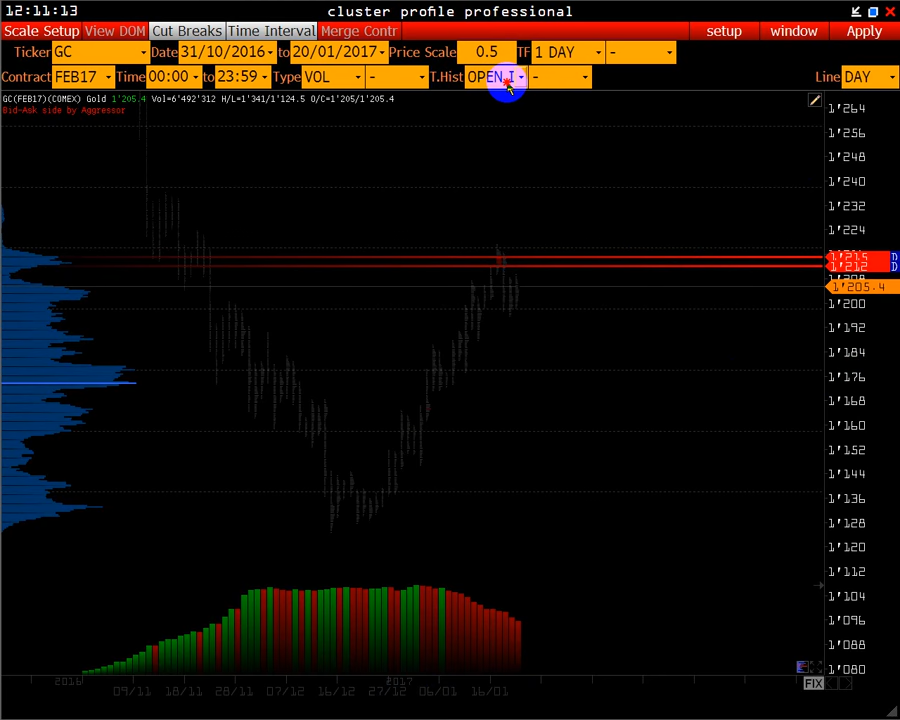 12:11:13 cluster profile professional
Scale Setup View DOM Cut Breaks Time Interval Merge Contr setup window Apply
Ticker GC Date 31/10/2016 to 20/01/2017 Price Scale 0.5 TF 1 DAY -
Contract FEB17 Time 00:00 to 23:59 Type VOL - T.Hist OPEN.I - Line DAY
GC(FEB17)(COMEX) Gold 1'205.4 Vol=6'492'312 H/L=1'341/1'124.5 O/C=1'205/1'205.4
Bid-Ask side by Aggressor
1'264
1'256
1'248
1'240
1'232
1'224
1'215 D
1'212 D
1'205.4
1'200
1'192
1'184
1'176
1'168
1'160
1'152
1'144
1'136
1'128
1'120
1'112
1'104
1'096
1'088
1'080
2016 2017
FIX
09/11 18/11 28/11 07/12 16/12 27/12 06/01 16/01